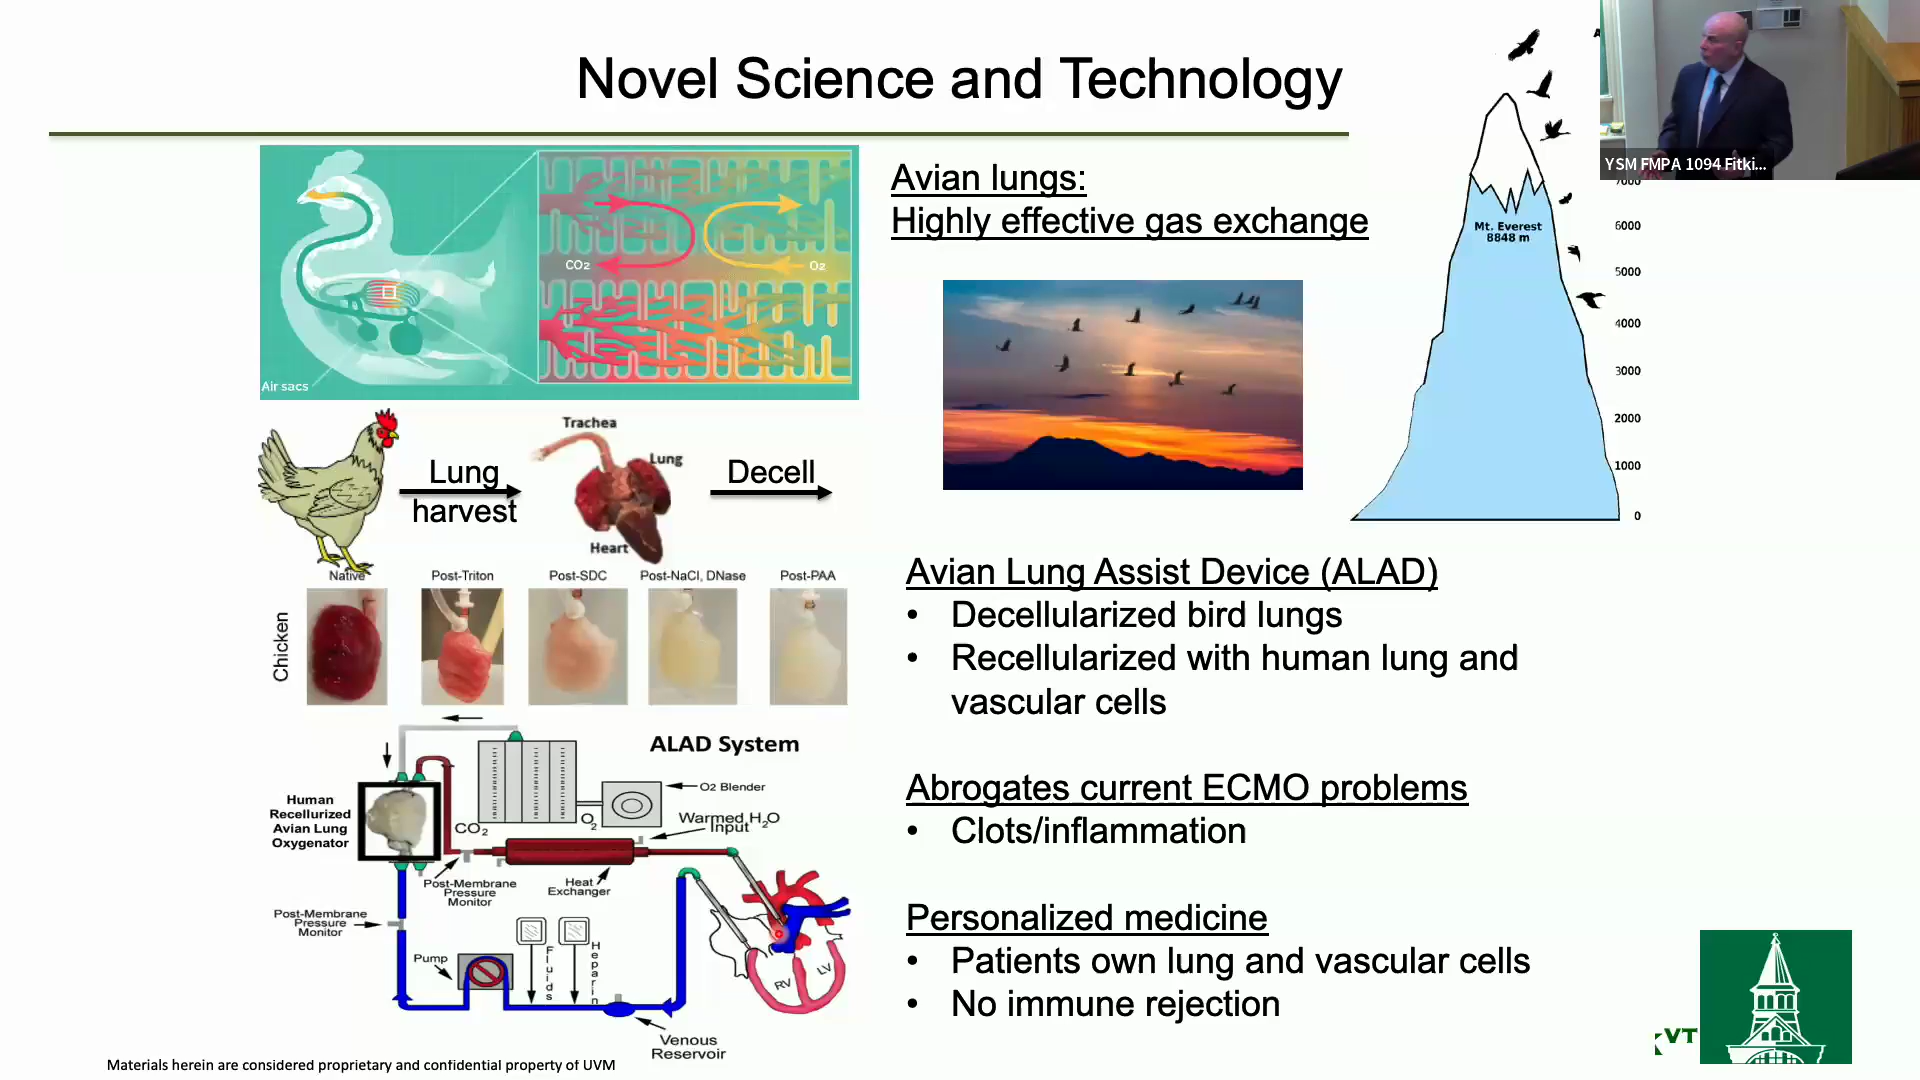 Novel Science and Technology
YSM FMPA 1094 Fitki...
CO2
O2
Air sacs
Avian lungs:
Highly effective gas exchange
Mt. Everest
8848 m
7000
6000
5000
4000
3000
2000
1000
0
Lung
harvest
Trachea
Lung
Heart
Decell
Native
Post-Triton
Post-SDC
Post-NaCl, DNase
Post-PAA
Chicken
Avian Lung Assist Device (ALAD)
• Decellularized bird lungs
• Recellularized with human lung and
vascular cells
Abrogates current ECMO problems
• Clots/inflammation
Personalized medicine
• Patients own lung and vascular cells
• No immune rejection
ALAD System
O2 Blender
Human
Recellurized
Avian Lung
Oxygenator
CO2
O2
Warmed H2O
Input
Post-Membrane
Pressure
Monitor
Heat
Exchanger
Post-Membrane
Pressure
Monitor
Pump
Fluids
Heparin
RV
LV
Venous
Reservoir
VT
Materials herein are considered proprietary and confidential property of UVM